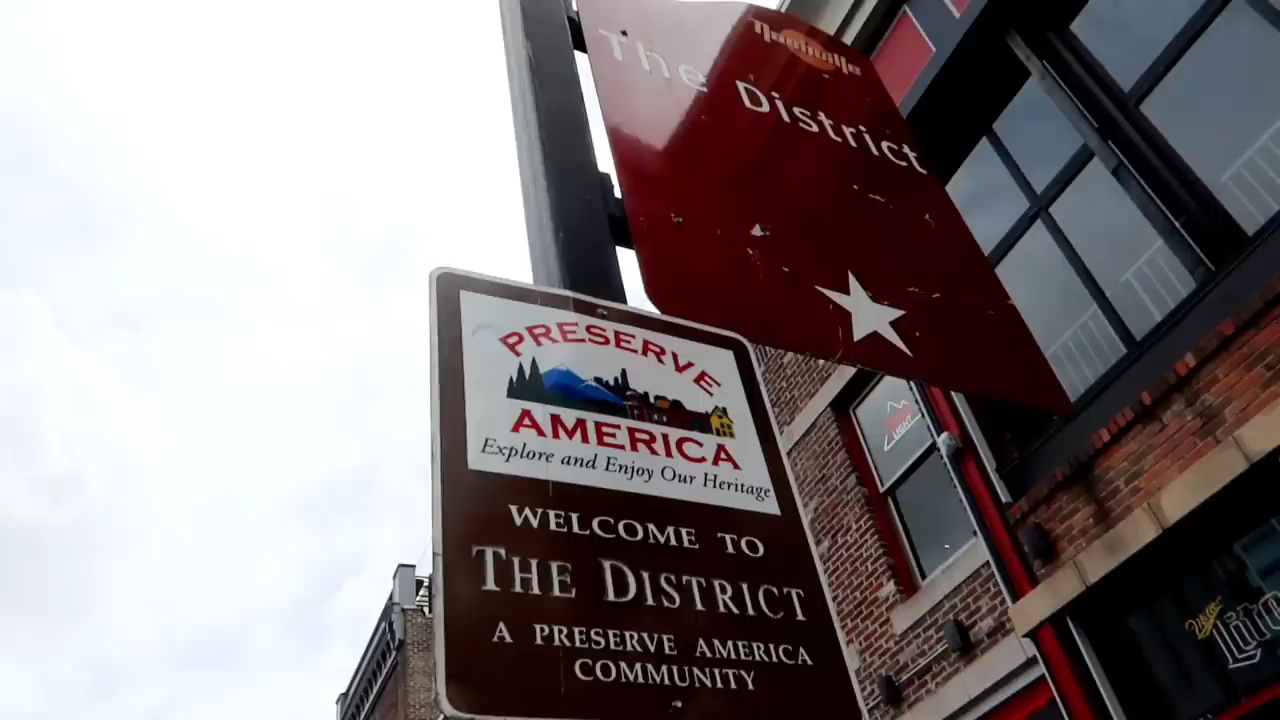 Nashville
The District
PRESERVE
AMERICA
Explore and Enjoy Our Heritage
WELCOME TO
THE DISTRICT
A PRESERVE AMERICA
COMMUNITY
LIGHT
Miller
Lite